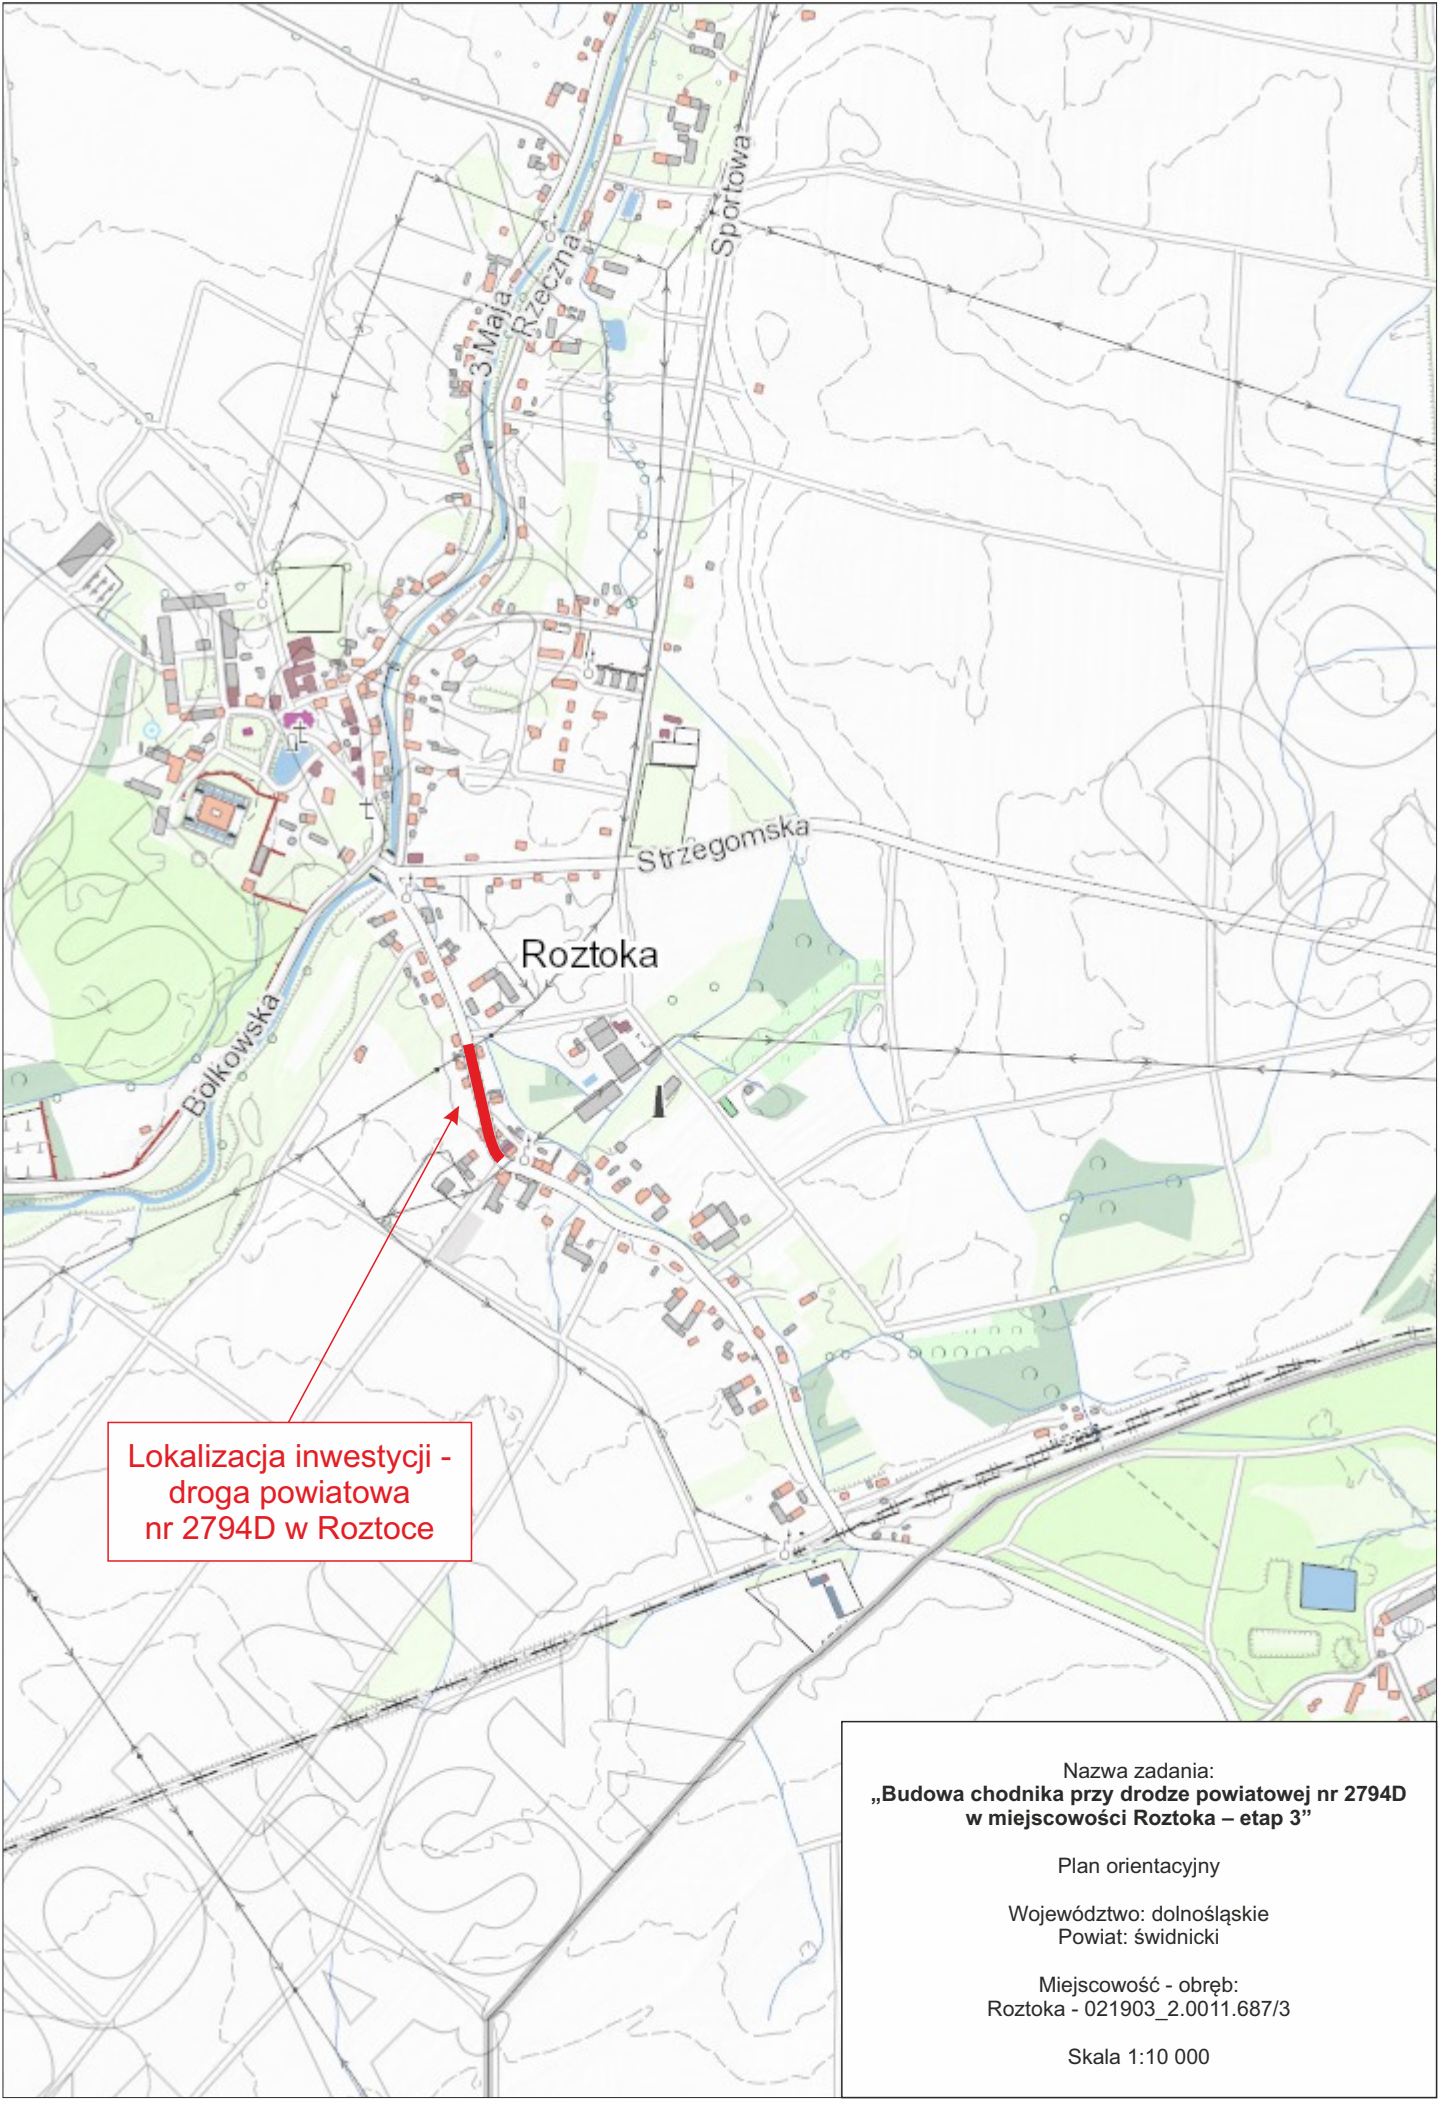 Sportowa
3 Maja
Rzeczna
Strzegomska
Roztoka
Bolkowska
Lokalizacja inwestycji -
droga powiatowa
nr 2794D w Roztoce
Nazwa zadania:
„Budowa chodnika przy drodze powiatowej nr 2794D
w miejscowości Roztoka – etap 3”
Plan orientacyjny
Województwo: dolnośląskie
Powiat: świdnicki
Miejscowość - obręb:
Roztoka - 021903_2.0011.687/3
Skala 1:10 000